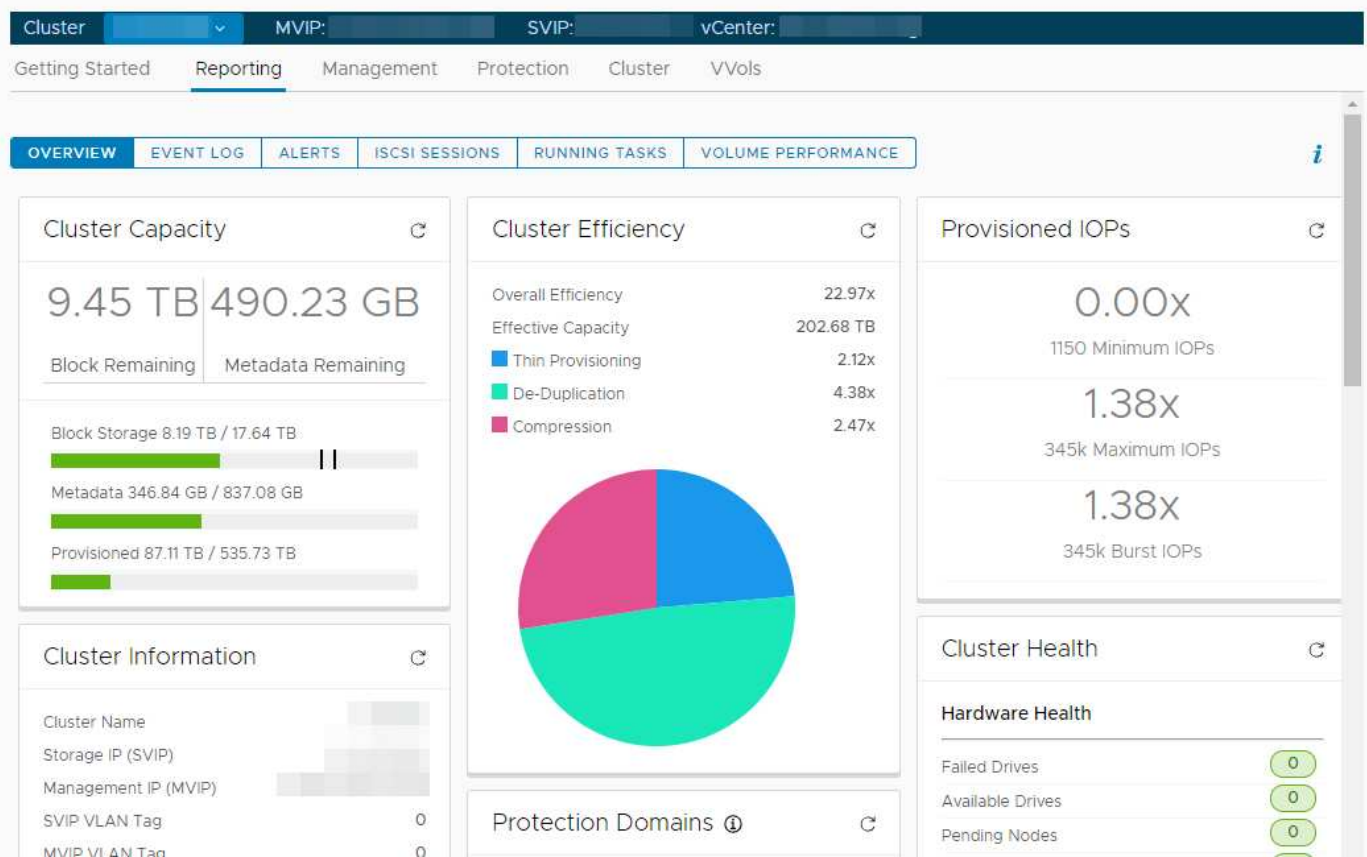 Cluster MVIP: SVIP: vCenter:
Getting Started Reporting Management Protection Cluster VVols
OVERVIEW EVENT LOG ALERTS ISCSI SESSIONS RUNNING TASKS VOLUME PERFORMANCE
Cluster Capacity
9.45 TB 490.23 GB
Block Remaining Metadata Remaining
Block Storage 8.19 TB / 17.64 TB
Metadata 346.84 GB / 837.08 GB
Provisioned 87.11 TB / 535.73 TB
Cluster Information
Cluster Name
Storage IP (SVIP)
Management IP (MVIP)
SVIP VLAN Tag 0
MVIP VLAN Tag 0
Cluster Efficiency
Overall Efficiency 22.97x
Effective Capacity 202.68 TB
Thin Provisioning 2.12x
De-Duplication 4.38x
Compression 2.47x
Protection Domains
Provisioned IOPs
0.00x
1150 Minimum IOPs
1.38x
345k Maximum IOPs
1.38x
345k Burst IOPs
Cluster Health
Hardware Health
Failed Drives 0
Available Drives 0
Pending Nodes 0